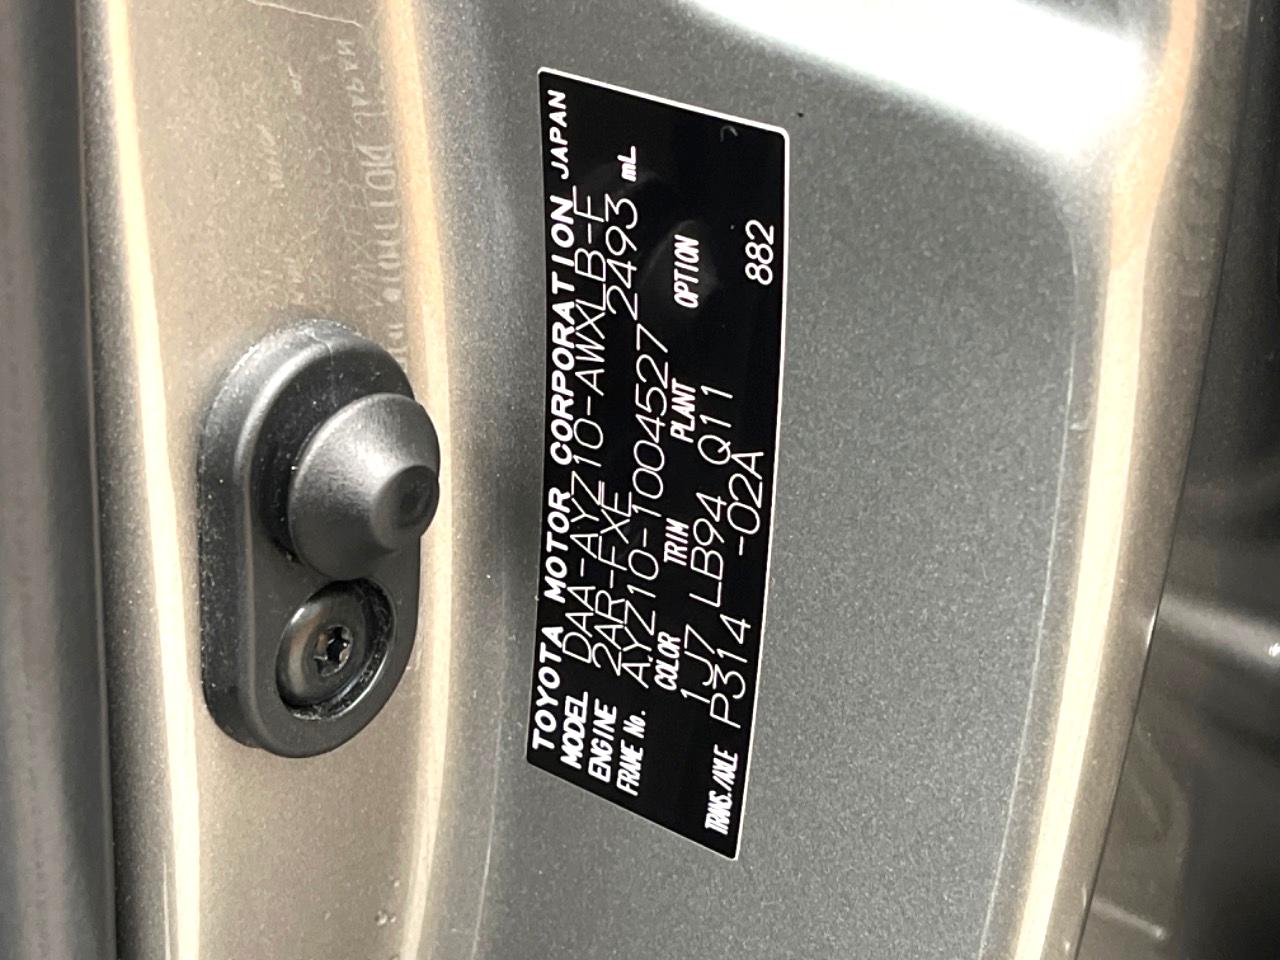 TOYOTA MOTOR CORPORATION JAPAN
MODEL DAA-AYZ10-AWXLB-F
ENGINE 2AR-FXE 2493 mL
FRAME No. AYZ10-1004527
COLOR TRIM PLANT OPTION
1J7 LB94 Q11
TRANS./AXLE P314 -02A 882